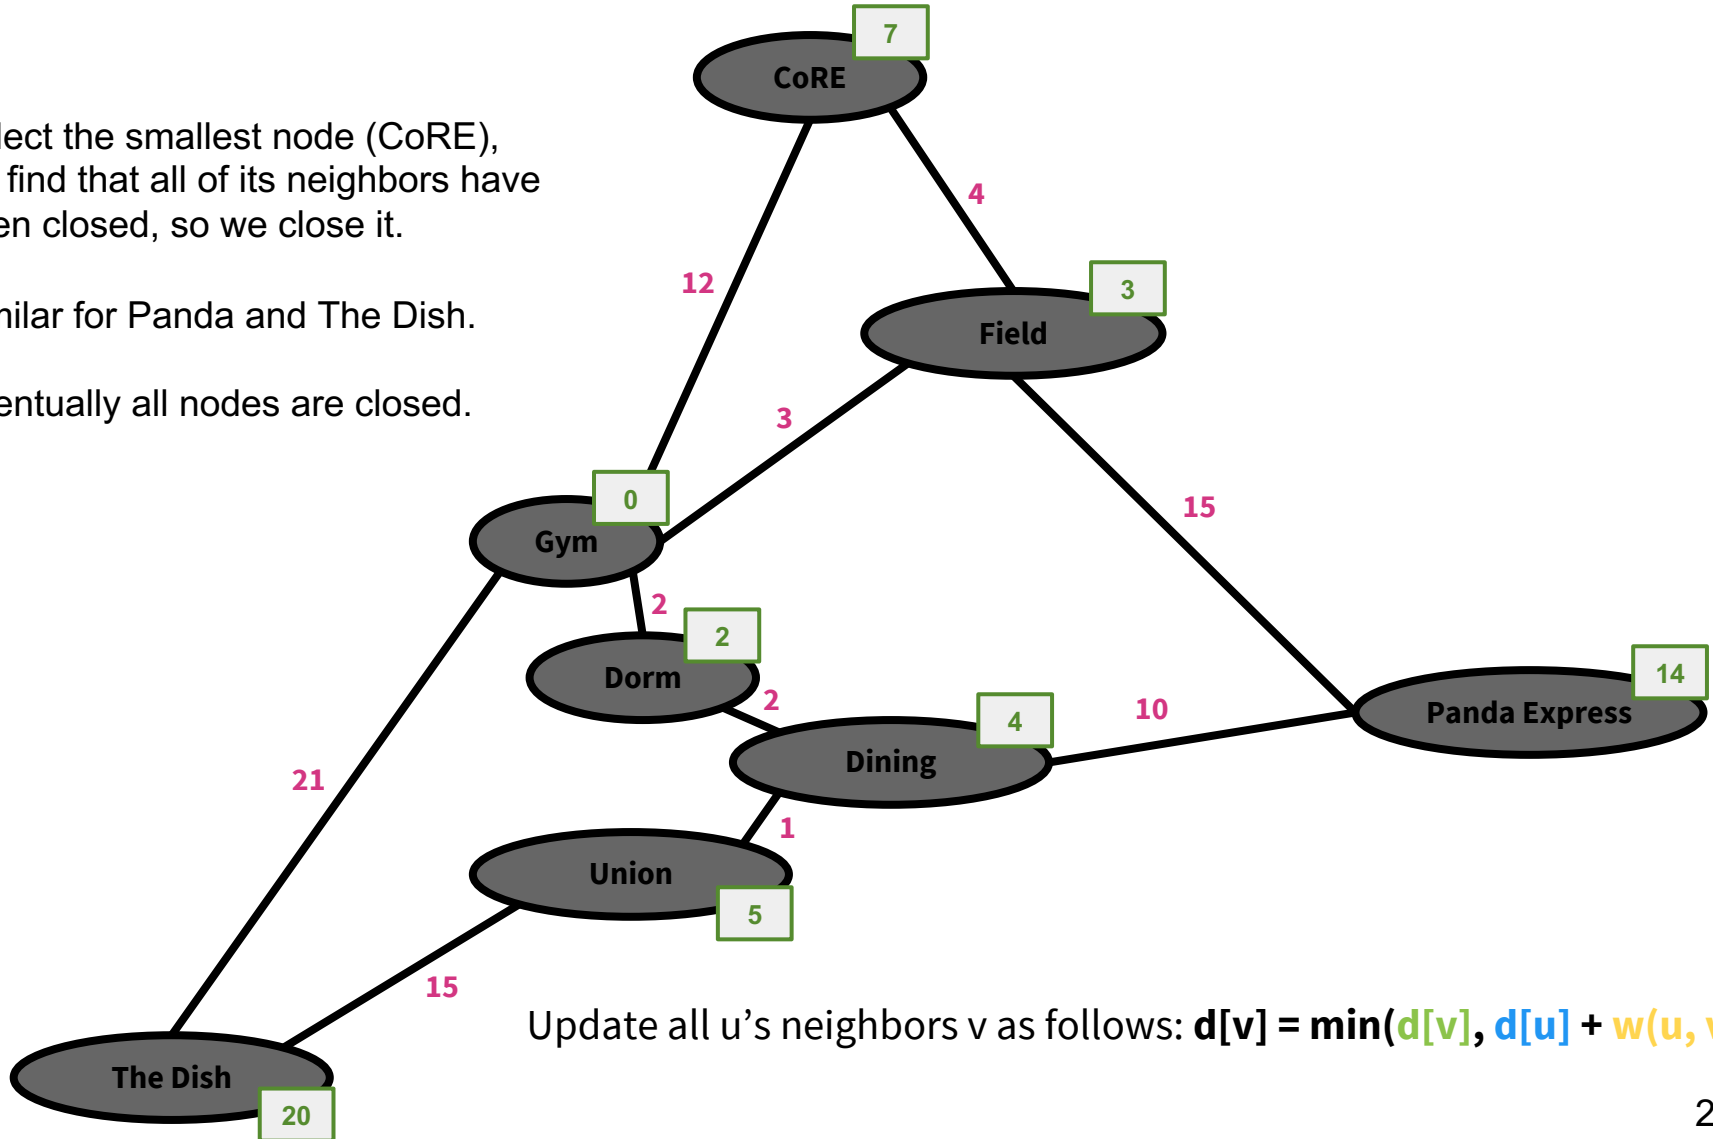 7
CoRE
lect the smallest node (CoRE),
find that all of its neighbors have
en closed, so we close it.
4
12
nilar for Panda and The Dish.
3
Field
entually all nodes are closed.
3
0
15
Gym
2
2
Dorm
14
2
10
Panda Express
4
Dining
21
1
Union
5
15
Update all u's neighbors v as follows: d[v] = min(d[v], d[u] + w(u, v
The Dish
20
2